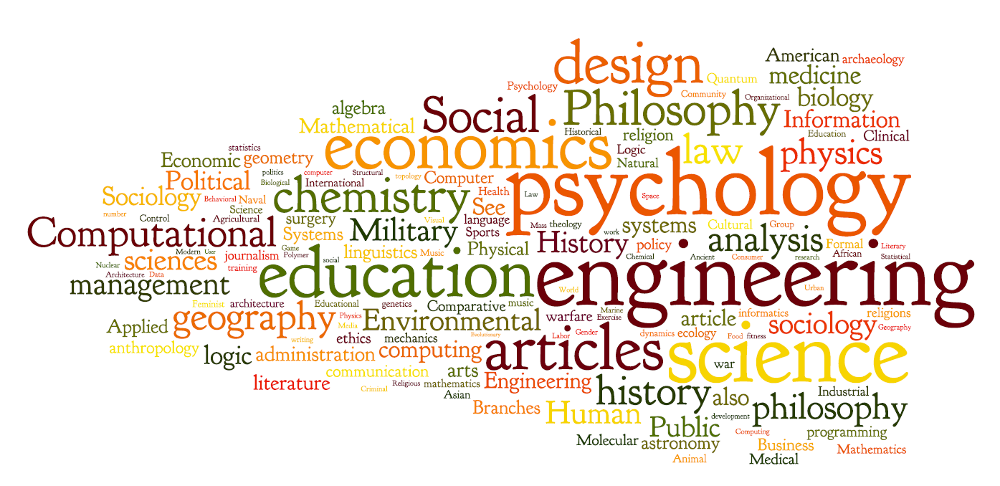 design
American archaeology
Quantum
medicine
Psychology
Community
Organizational
biology
algebra
Social
Philosophy
Information
Mathematical
Historical
religion
Education
Clinical
statistics
economics
Logic
law
physics
Economic
geometry
Natural
politics
computer
Structural
topology
Computer
psychology
Political
Biological
International
Sociology
Behavioral
Naval
chemistry
Health
Law
Space
Science
See
number
Control
Agricultural
surgery
Visual
language
Mass
theology
systems
Cultural
Group
Computational
Systems
Military
Sports
work
History
policy
analysis
Formal
Literary
Modern
User
journalism
Game
Polymer
linguistics
Music
Physical
Chemical
Ancient
Consumer
research
African
Statistical
sciences
Nuclear
training
social
Architecture
Data
education
engineering
management
World
Urban
Feminist
architecture
Educational
genetics
Comparative
music
geography
Physics
Media
Environmental
warfare
Marine
Exercise
article
informatics
sociology
religions
Geography
Applied
writing
ethics
mechanics
Evolutionary
Labor
Gender
dynamics
ecology
Food
fitness
anthropology
logic
administration
computing
articles
science
war
communication
arts
literature
Criminal
Religious
mathematics
Asian
Engineering
history
also
Industrial
Branches
Human
development
philosophy
Public
Computing
programming
Molecular
astronomy
Business
Mathematics
Animal
Medical